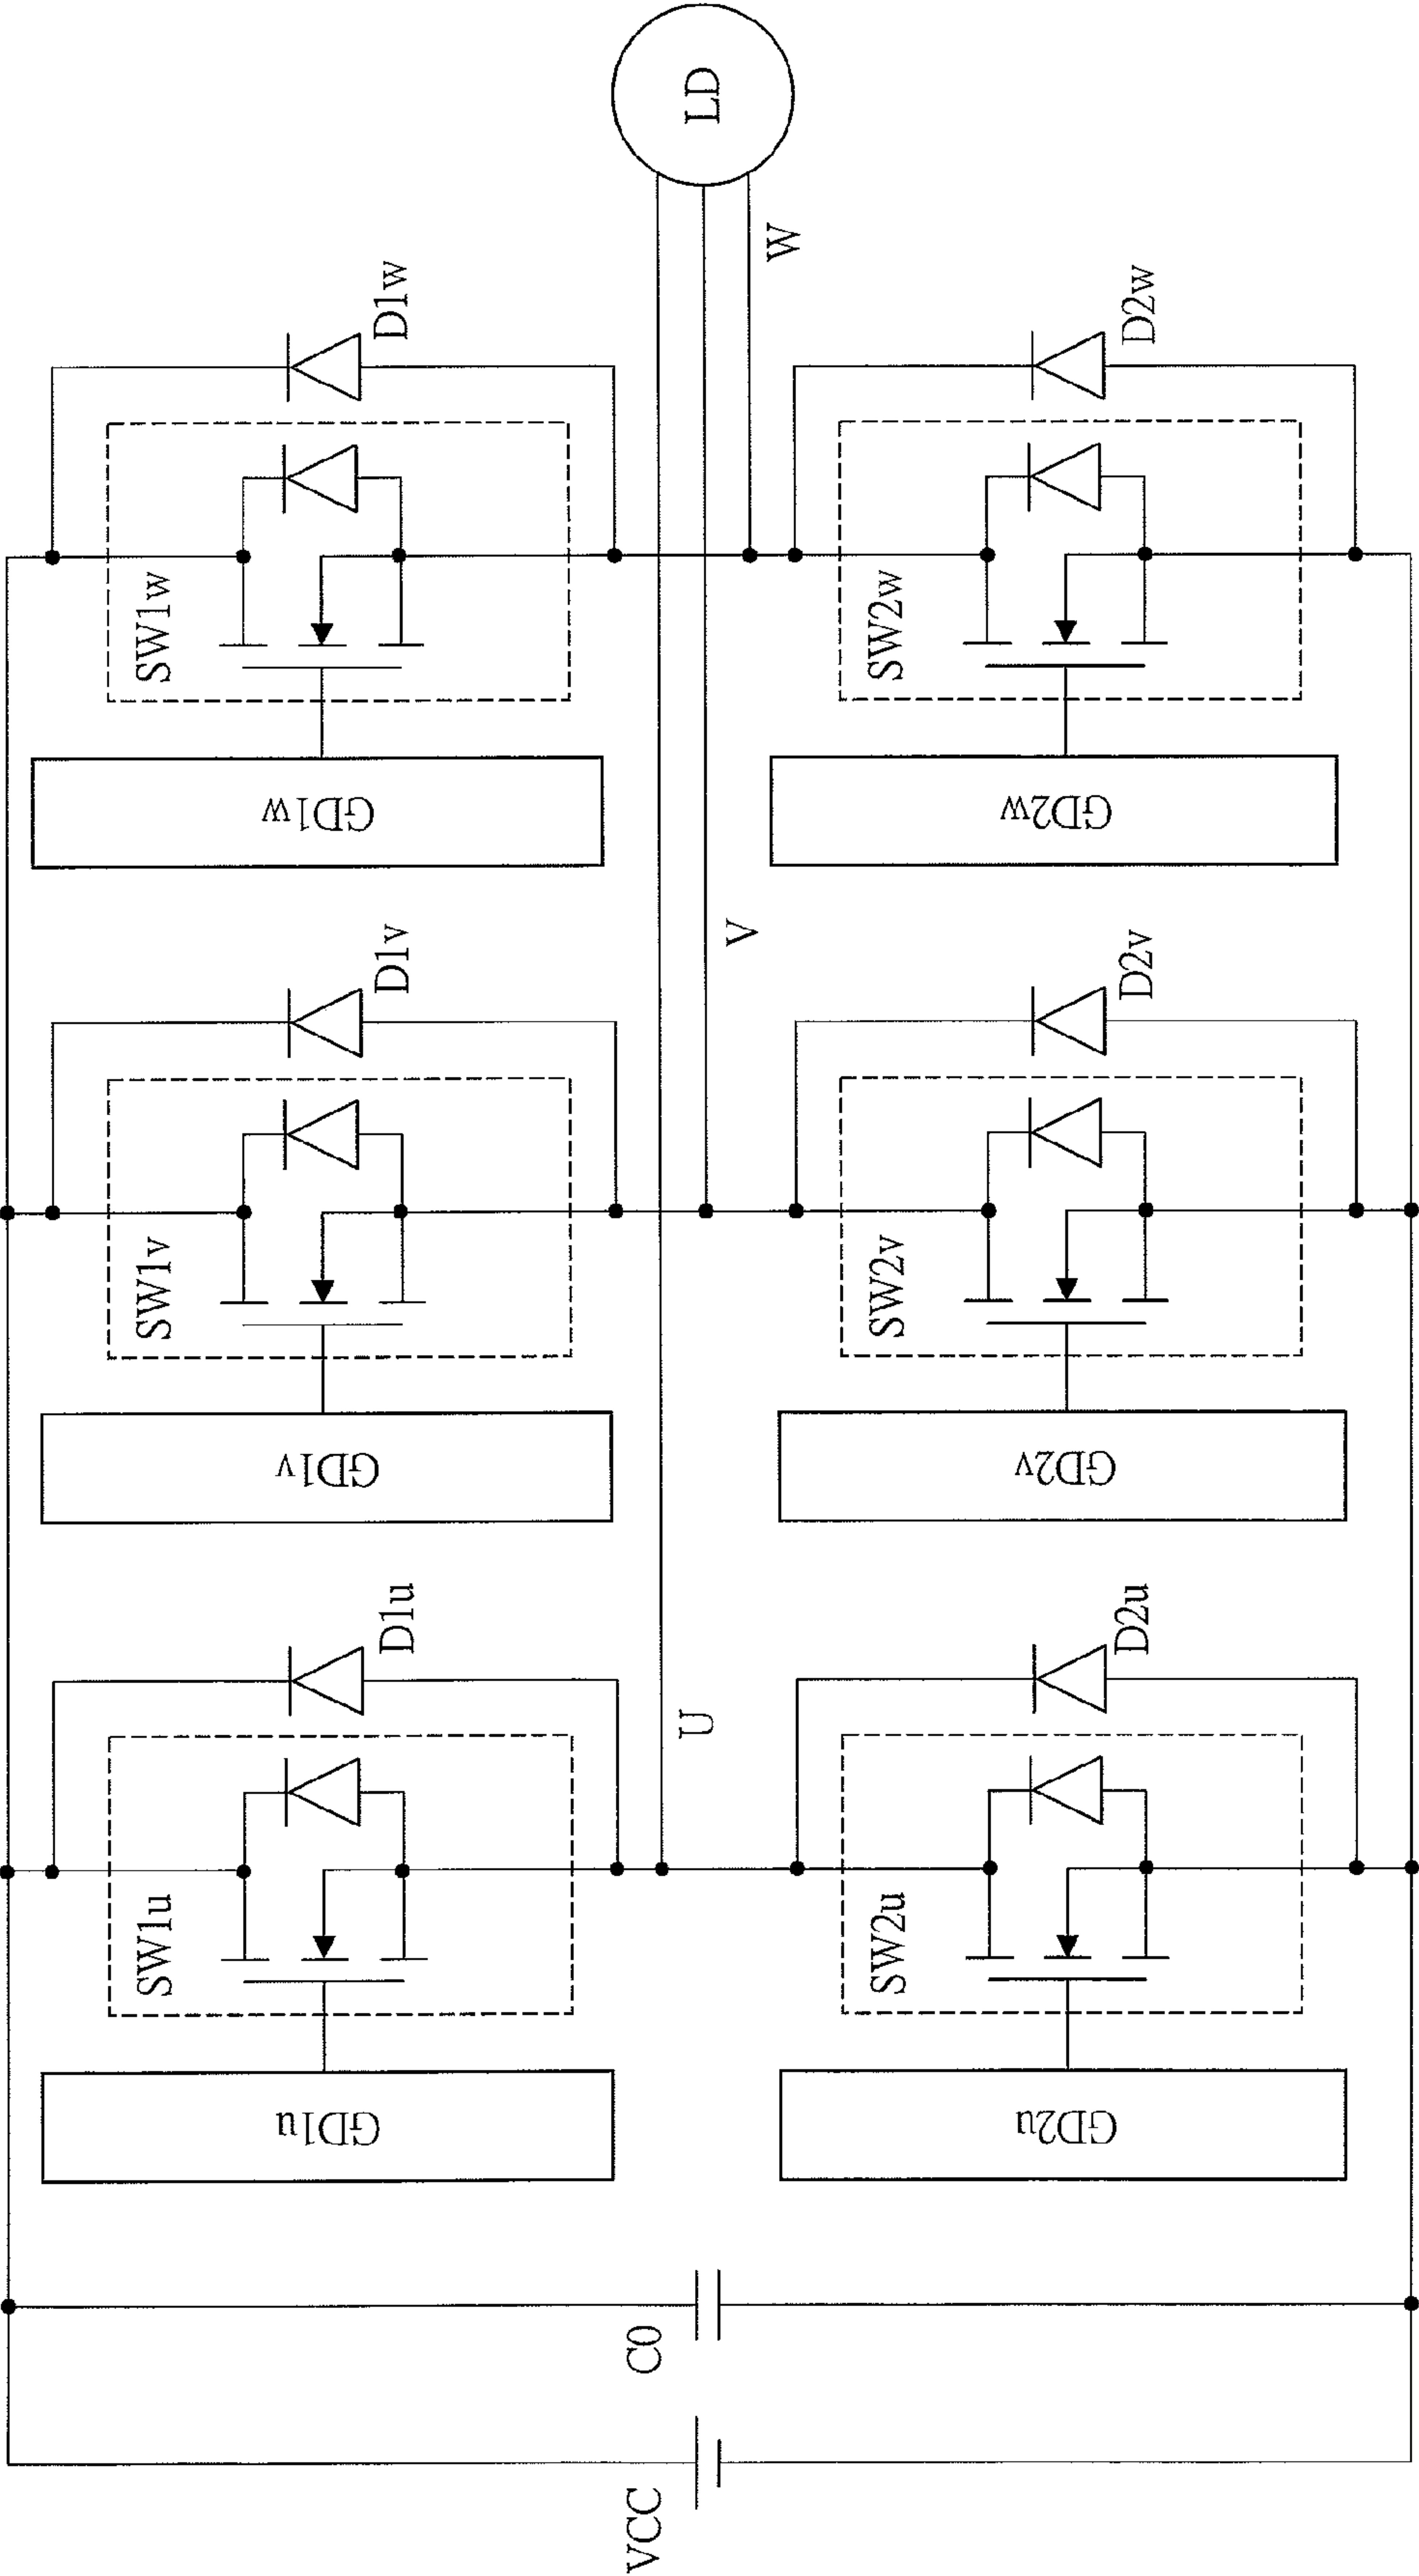 LD
W
D1w
D2w
SW1w
SW2w
GD1w
GD2w
V
D1v
D2v
SW1v
SW2v
GD1v
GD2v
D1u
D2u
U
SW1u
SW2u
GD1u
GD2u
C0
VCC